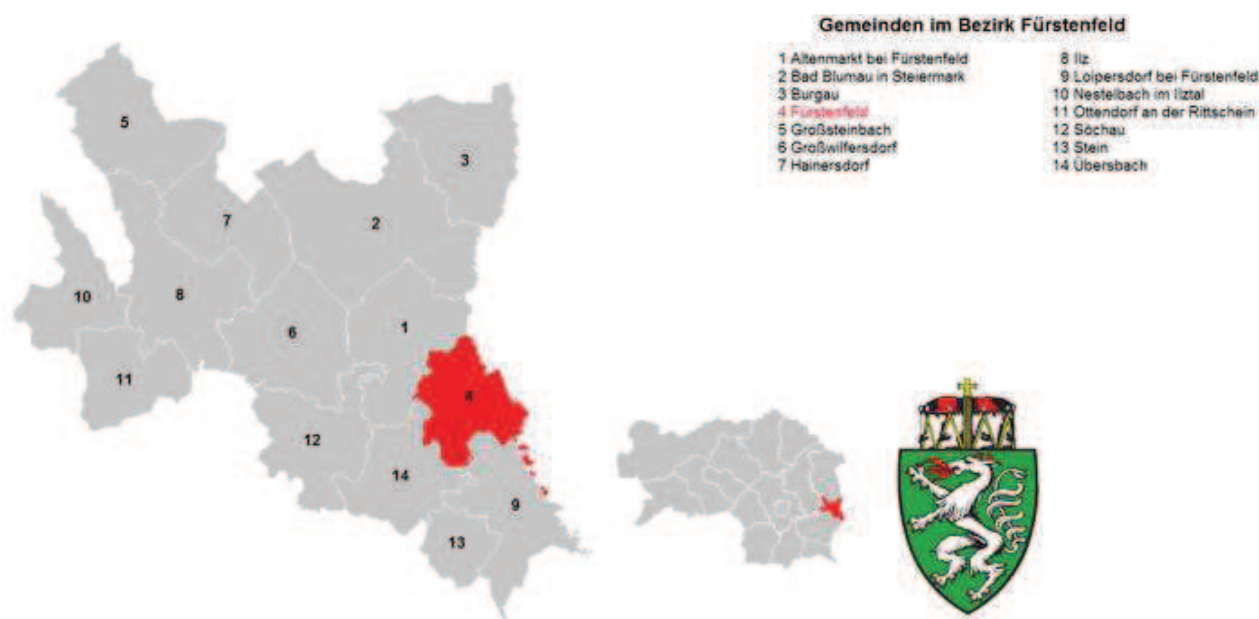 Gemeinden im Bezirk Fürstenfeld
1 Altenmarkt bei Fürstenfeld
2 Bad Blumau in Steiermark
3 Burgau
4 Fürstenfeld
5 Großsteinbach
6 Großwilfersdorf
7 Hainersdorf
8 Ilz
9 Loipersdorf bei Fürstenfeld
10 Nestelbach im Ilztal
11 Ottendorf an der Rittschein
12 Söchau
13 Stein
14 Übersbach
5
3
7
2
10
8
6
1
11
4
12
14
9
13